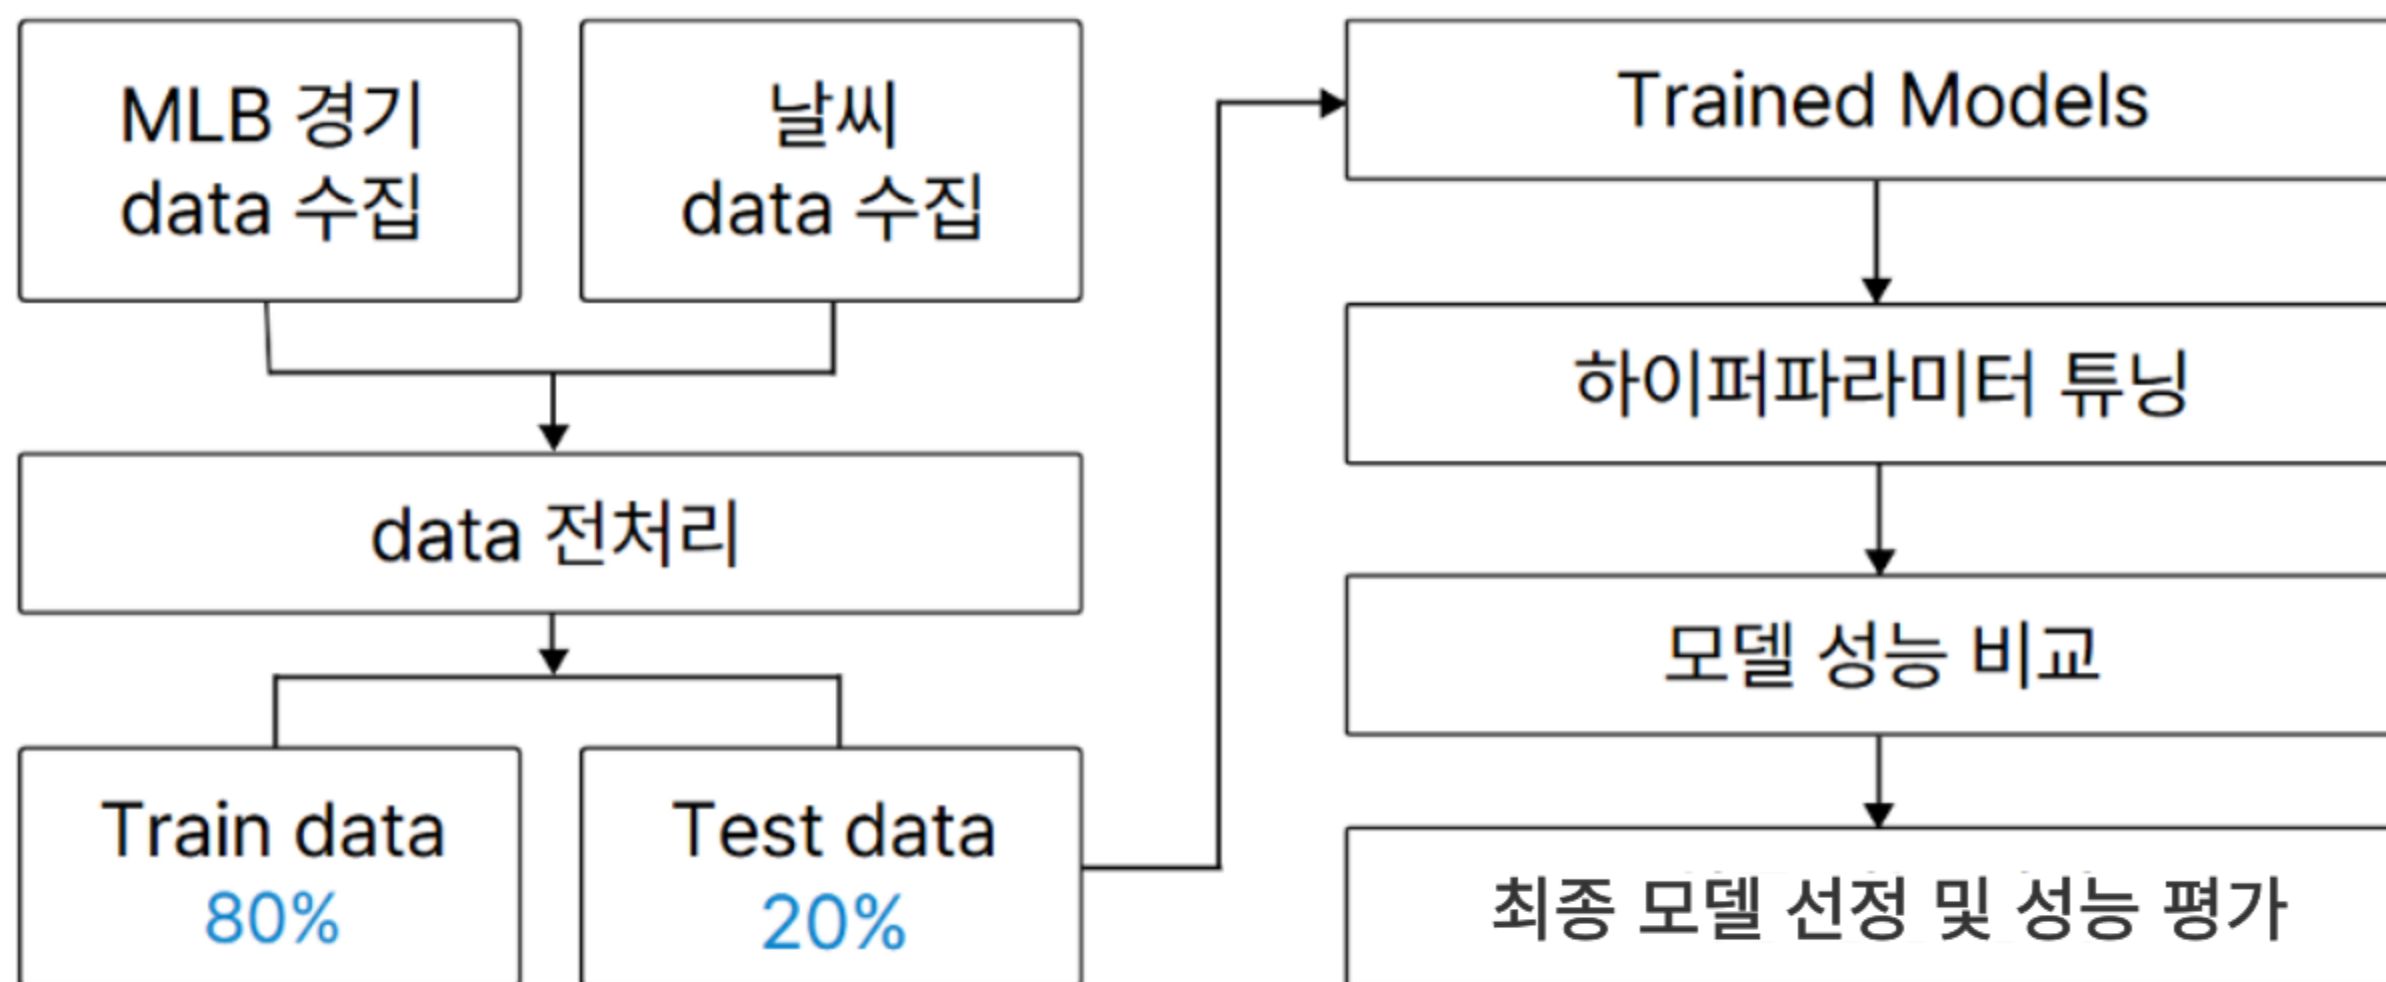 MLB 경기
data 수집
날씨
data 수집
data 전처리
Train data
80%
Test data
20%
Trained Models
하이퍼파라미터 튜닝
모델 성능 비교
최종 모델 선정 및 성능 평가